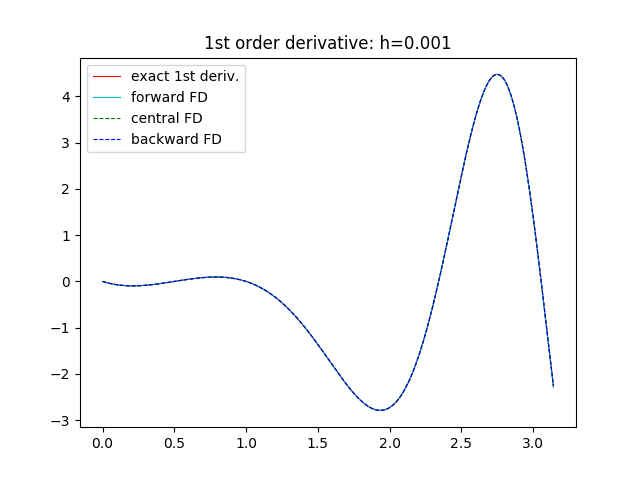 1st order derivative: h=0.001
exact 1st deriv.
forward FD
central FD
backward FD
4
3
2
1
0
−1
−2
−3
0.0 0.5 1.0 1.5 2.0 2.5 3.0